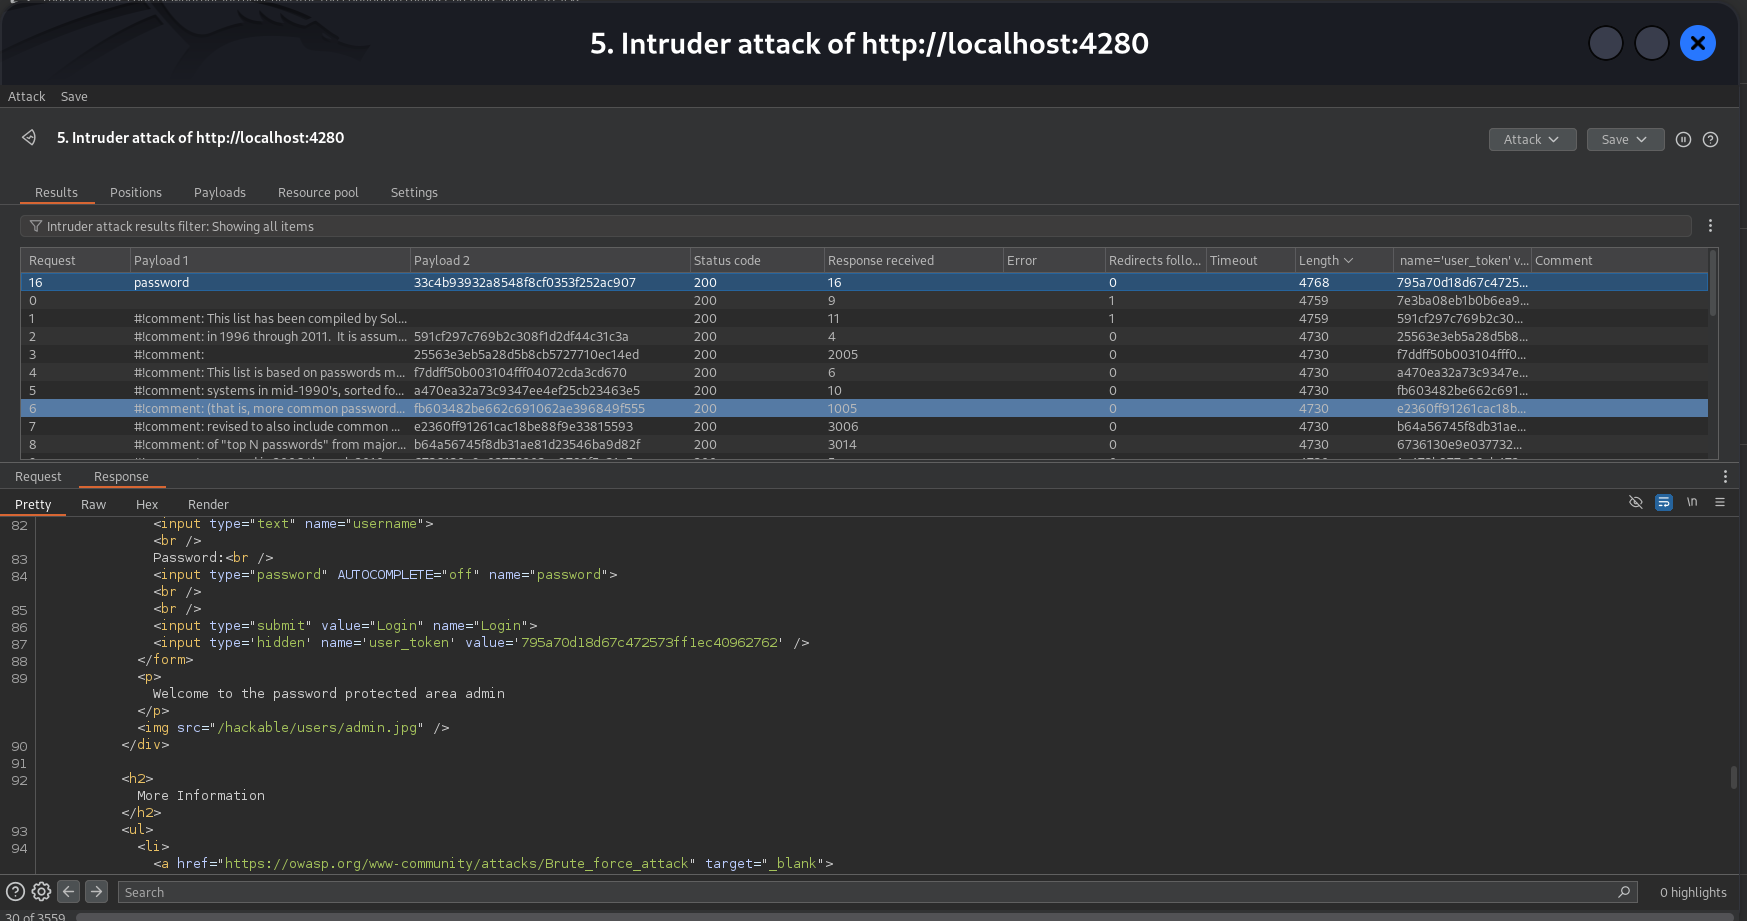 5. Intruder attack of http://localhost:4280
Attack Save
5. Intruder attack of http://localhost:4280
Attack Save
Results Positions Payloads Resource pool Settings
Intruder attack results filter: Showing all items
Request Payload 1 Payload 2 Status code Response received Error Redirects follo... Timeout Length name='user_token' v... Comment
16 password 33c4b93932a8548f8cf0353f252ac907 200 16 0 4768 795a70d18d67c4725...
0 200 9 1 4759 7e3ba08eb1b0b6ea9...
1 #!comment: This list has been compiled by Sol... 200 11 1 4759 591cf297c769b2c30...
2 #!comment: in 1996 through 2011. It is assum... 591cf297c769b2c308f1d2df44c31c3a 200 4 0 4730 25563e3eb5a28d5b8...
3 #!comment: 25563e3eb5a28d5b8cb5727710ec14ed 200 2005 0 4730 f7ddff50b003104fff0...
4 #!comment: This list is based on passwords m... f7ddff50b003104fff04072cda3cd670 200 6 0 4730 a470ea32a73c9347e...
5 #!comment: systems in mid-1990's, sorted fo... a470ea32a73c9347ee4ef25cb23463e5 200 10 0 4730 fb603482be662c691...
6 #!comment: (that is, more common password... fb603482be662c691062ae396849f555 200 1005 0 4730 e2360ff91261cac18b...
7 #!comment: revised to also include common ... e2360ff91261cac18be88f9e33815593 200 3006 0 4730 b64a56745f8db31ae...
8 #!comment: of "top N passwords" from major... b64a56745f8db31ae81d23546ba9d82f 200 3014 0 4730 6736130e9e037732...
Request Response
Pretty Raw Hex Render \n
82 <input type="text" name="username">
<br />
83 Password:<br />
84 <input type="password" AUTOCOMPLETE="off" name="password">
<br />
85 <br />
86 <input type="submit" value="Login" name="Login">
87 <input type='hidden' name='user_token' value='795a70d18d67c472573ff1ec40962762' />
88 </form>
89 <p>
Welcome to the password protected area admin
</p>
<img src="/hackable/users/admin.jpg" />
90 </div>
91
92 <h2>
More Information
</h2>
93 <ul>
94 <li>
<a href="https://owasp.org/www-community/attacks/Brute_force_attack" target="_blank">
Search 0 highlights
30 of 3559